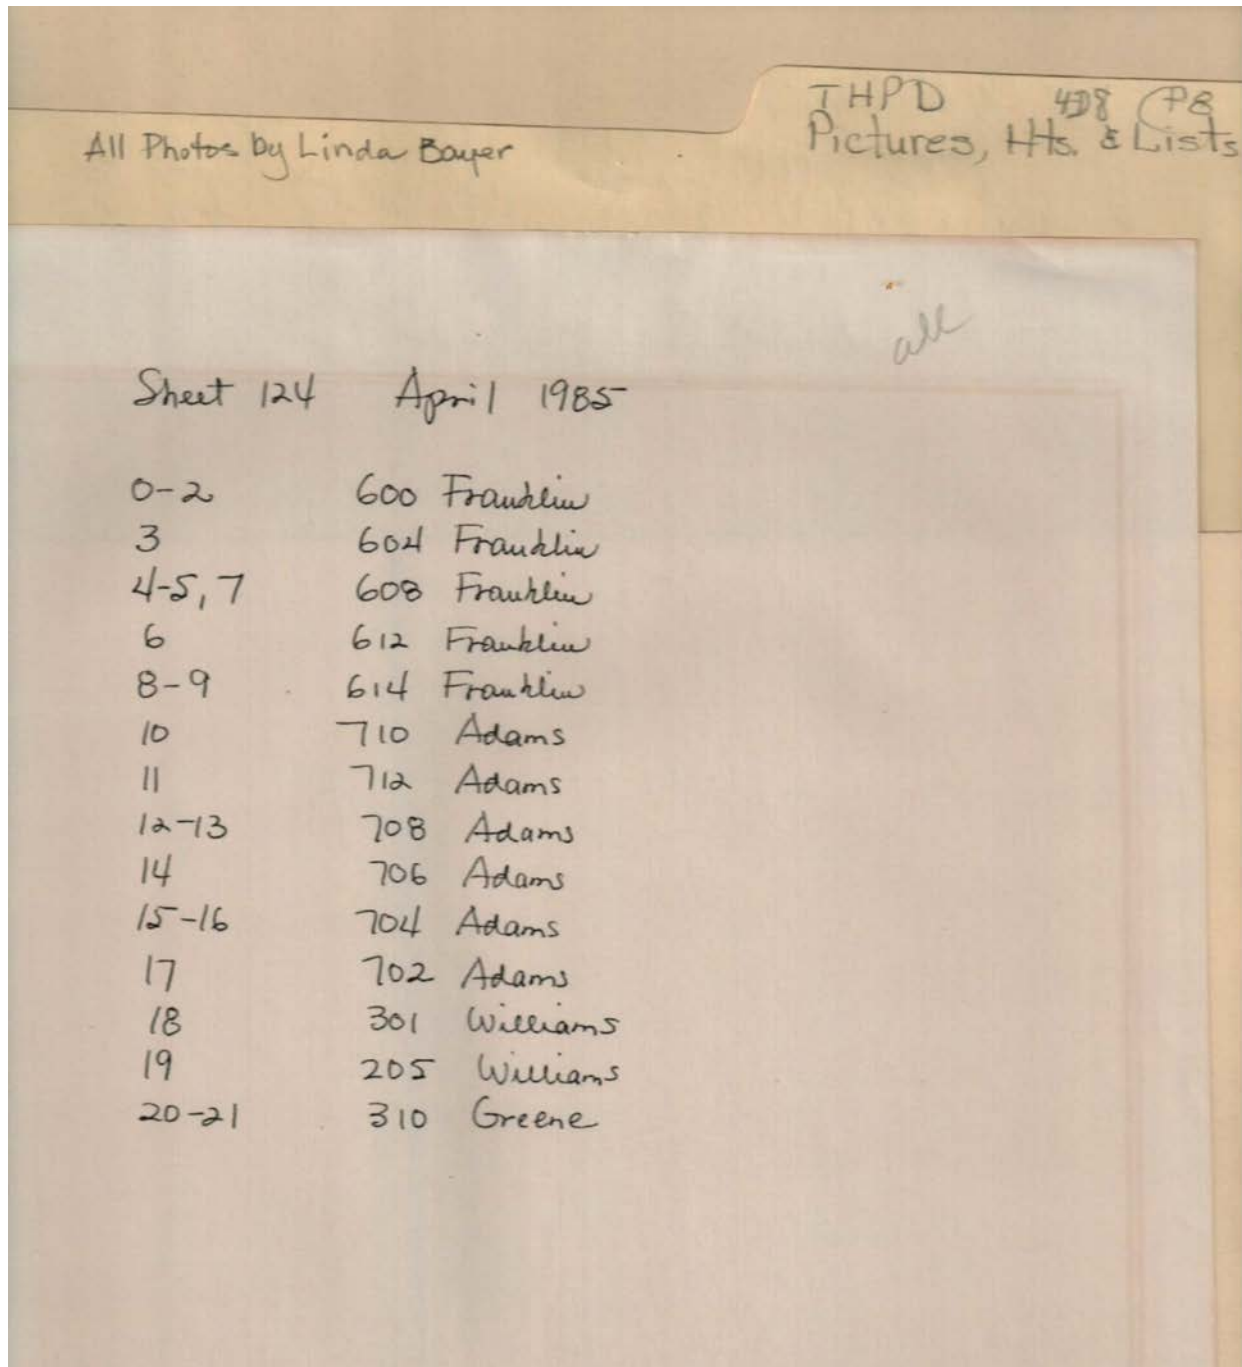 THPD 408 PB
Pictures, Hts. & Lists
All Photos by Linda Bayer
all
Sheet 124 April 1985
0-2 600 Franklin
3 604 Franklin
4-5, 7 608 Franklin
6 612 Franklin
8-9 614 Franklin
10 710 Adams
11 712 Adams
12-13 708 Adams
14 706 Adams
15-16 704 Adams
17 702 Adams
18 301 Williams
19 205 Williams
20-21 310 Greene